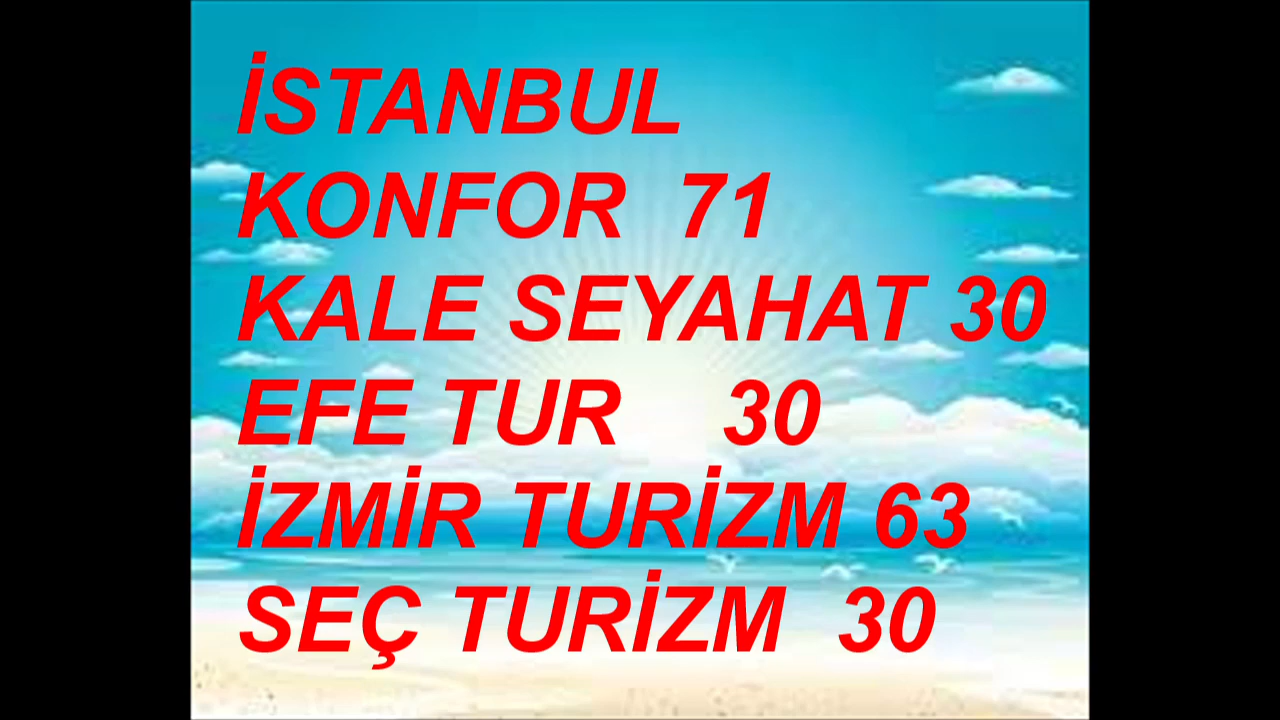 İSTANBUL
KONFOR 71
KALE SEYAHAT 30
EFE TUR 30
İZMİR TURİZM 63
SEÇ TURİZM 30